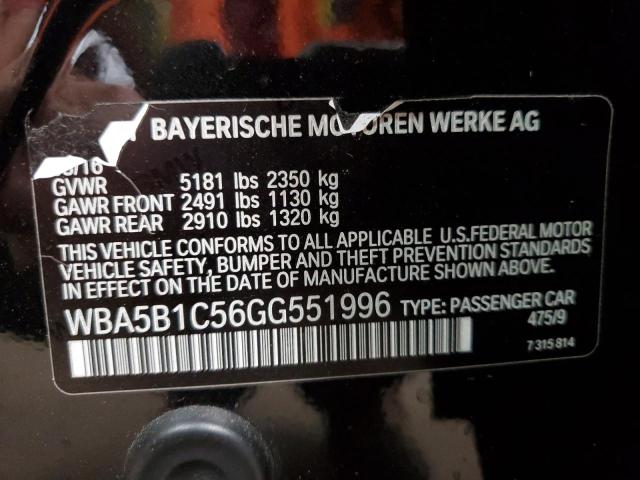 BAYERISCHE MOTOREN WERKE AG
GVWR 5181 lbs 2350 kg
GAWR FRONT 2491 lbs 1130 kg
GAWR REAR 2910 lbs 1320 kg
THIS VEHICLE CONFORMS TO ALL APPLICABLE U.S.FEDERAL MOTOR
VEHICLE SAFETY, BUMPER AND THEFT PREVENTION STANDARDS
IN EFFECT ON THE DATE OF MANUFACTURE SHOWN ABOVE.
WBA5B1C56GG551996 TYPE: PASSENGER CAR
475/9
7 315 814